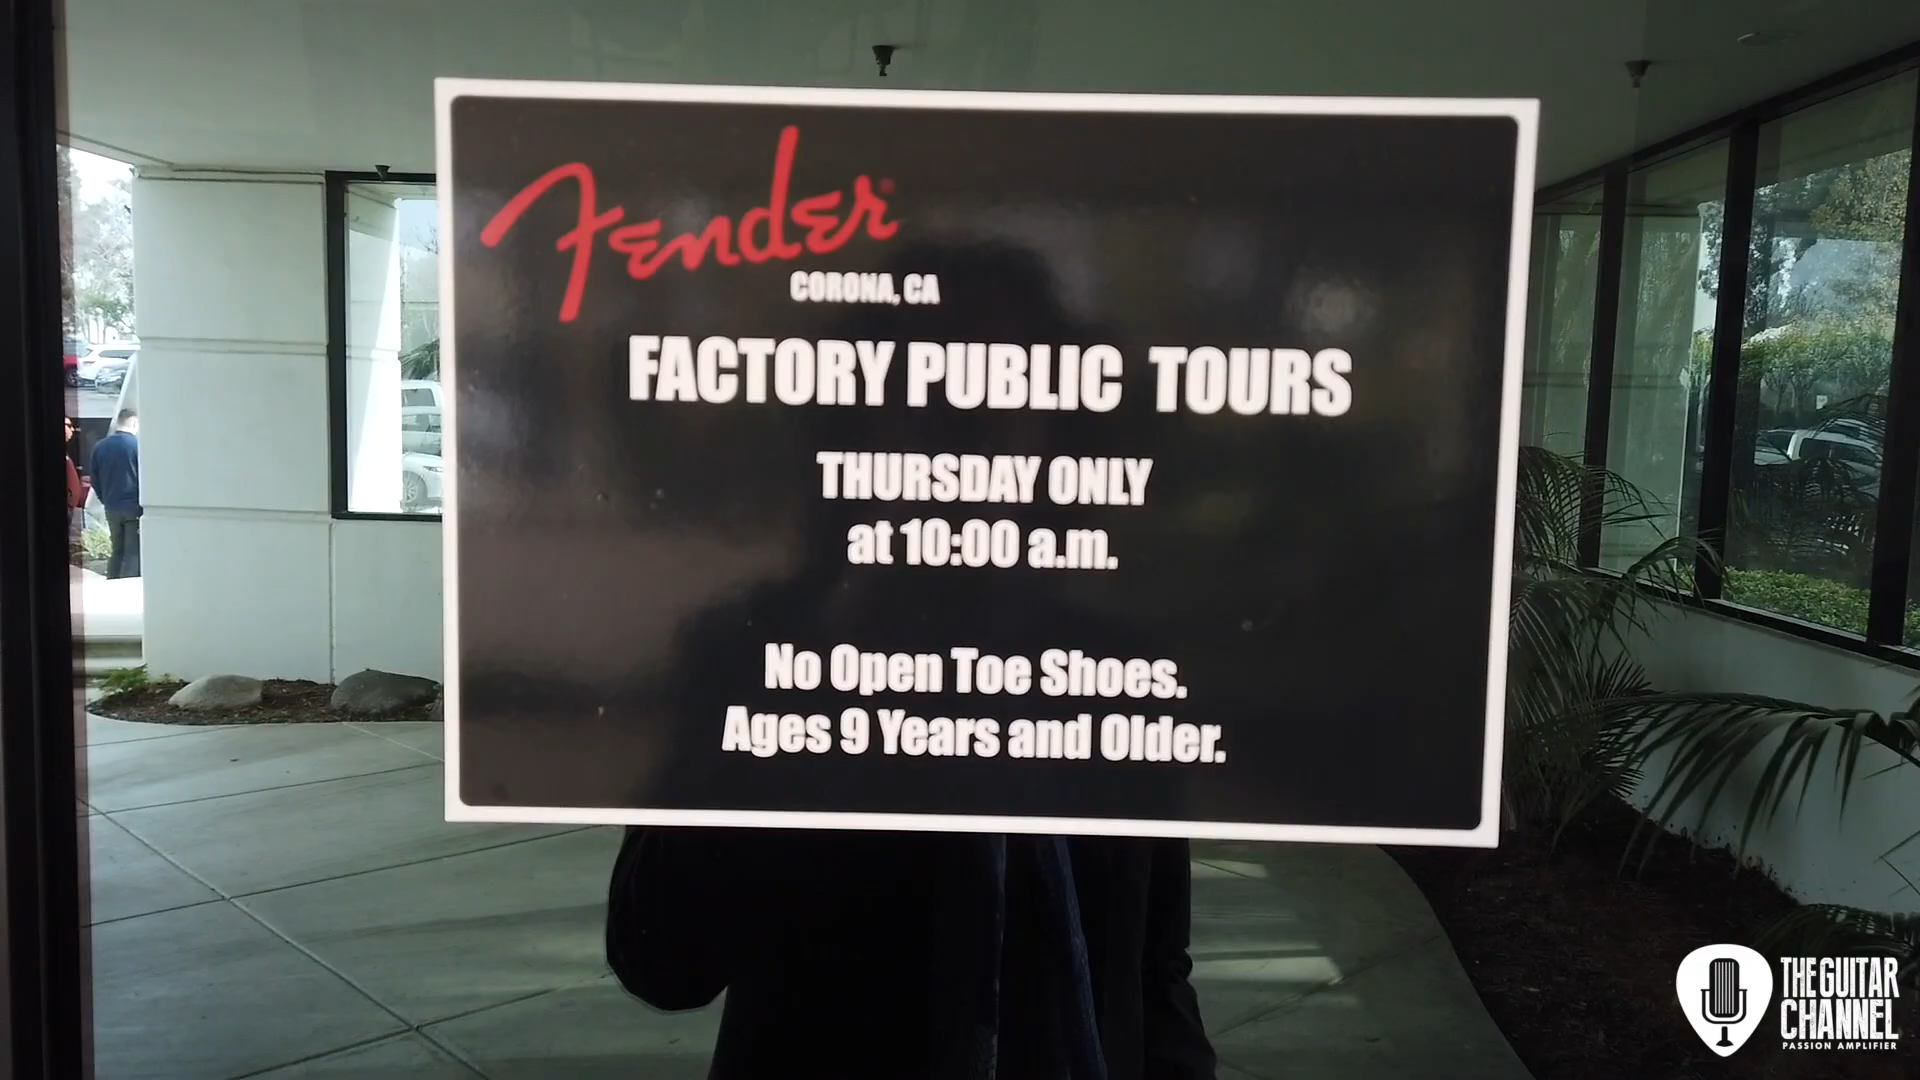 Fender®
CORONA, CA
FACTORY PUBLIC TOURS
THURSDAY ONLY
at 10:00 a.m.
No Open Toe Shoes.
Ages 9 Years and Older.
THE GUITAR
CHANNEL
PASSION AMPLIFIER